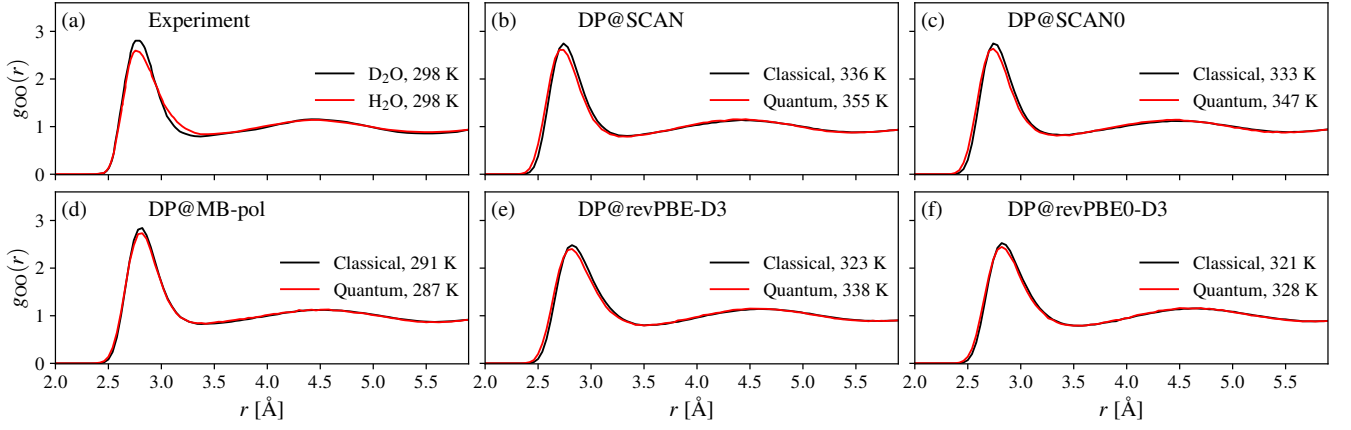 (a) Experiment
D₂O, 298 K
H₂O, 298 K
(b) DP@SCAN
Classical, 336 K
Quantum, 355 K
(c) DP@SCAN0
Classical, 333 K
Quantum, 347 K
gOO(r)
3
2
1
0
(d) DP@MB-pol
Classical, 291 K
Quantum, 287 K
(e) DP@revPBE-D3
Classical, 323 K
Quantum, 338 K
(f) DP@revPBE0-D3
Classical, 321 K
Quantum, 328 K
gOO(r)
3
2
1
0
2.0 2.5 3.0 3.5 4.0 4.5 5.0 5.5
2.0 2.5 3.0 3.5 4.0 4.5 5.0 5.5
2.0 2.5 3.0 3.5 4.0 4.5 5.0 5.5
r [Å]
r [Å]
r [Å]